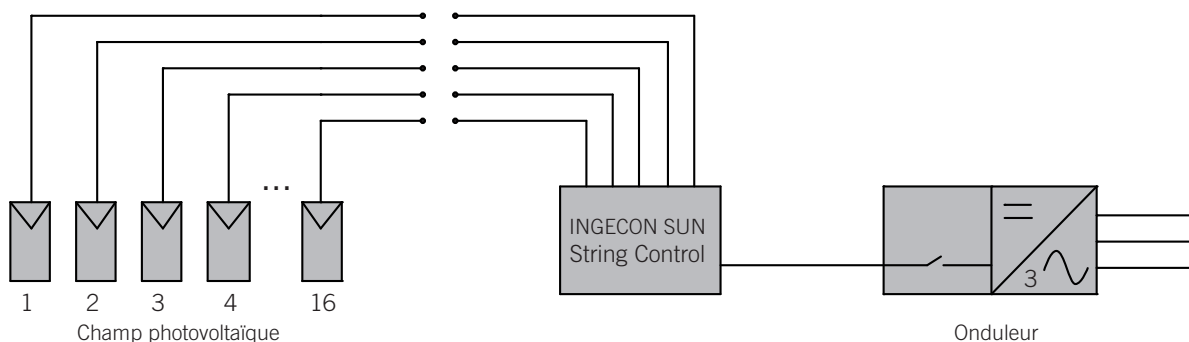 ...
INGECON SUN
String Control
3
1 2 3 4 16
Champ photovoltaïque
Onduleur